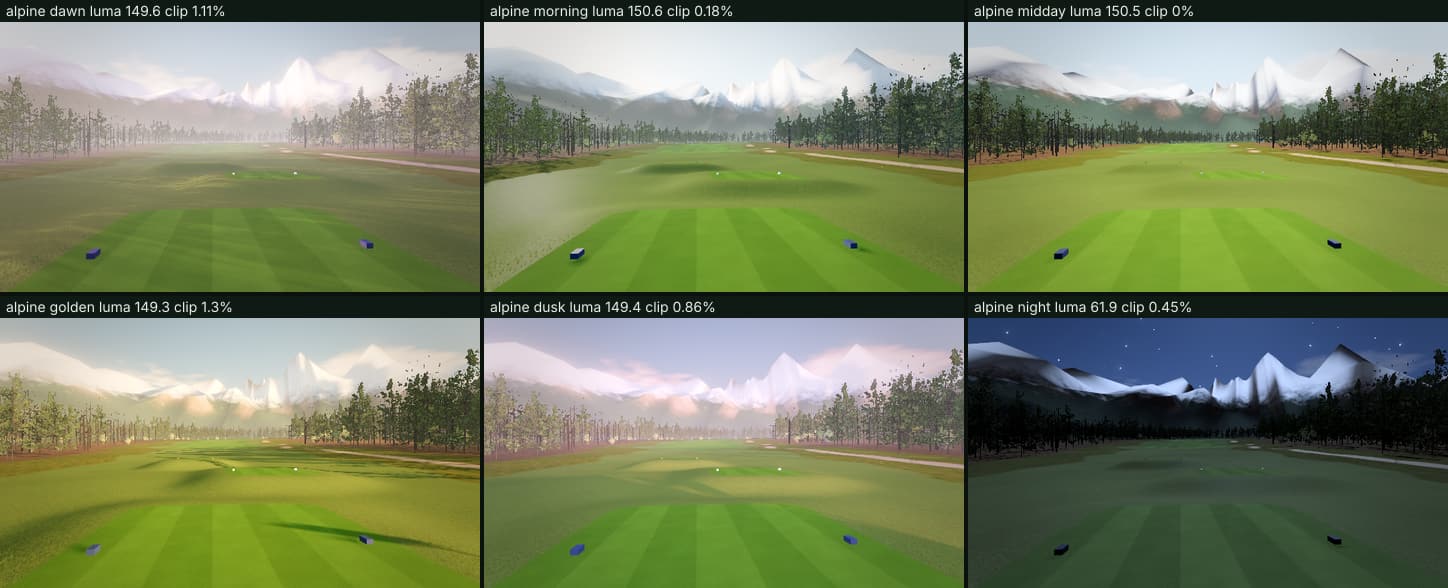 alpine dawn luma 149.6 clip 1.11%
alpine morning luma 150.6 clip 0.18%
alpine midday luma 150.5 clip 0%
alpine golden luma 149.3 clip 1.3%
alpine dusk luma 149.4 clip 0.86%
alpine night luma 61.9 clip 0.45%